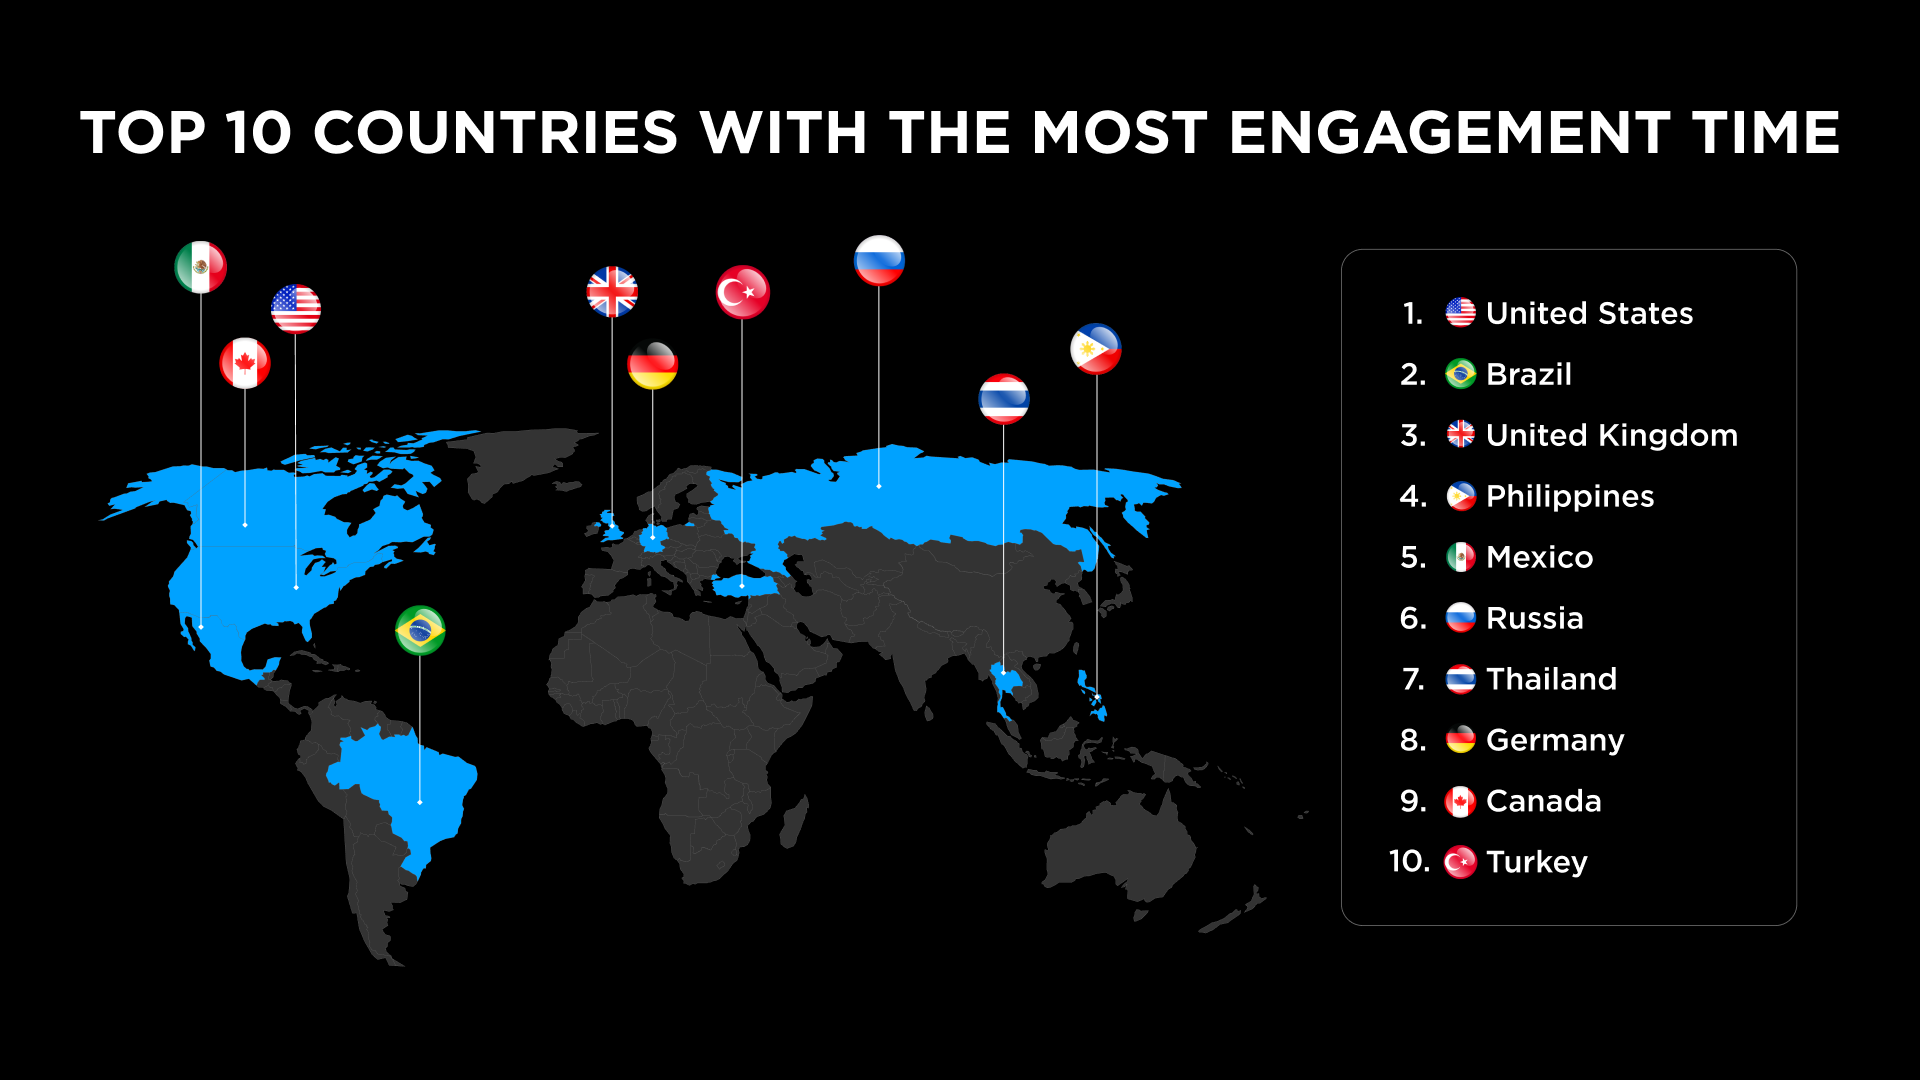 TOP 10 COUNTRIES WITH THE MOST ENGAGEMENT TIME
1. United States
2. Brazil
3. United Kingdom
4. Philippines
5. Mexico
6. Russia
7. Thailand
8. Germany
9. Canada
10. Turkey